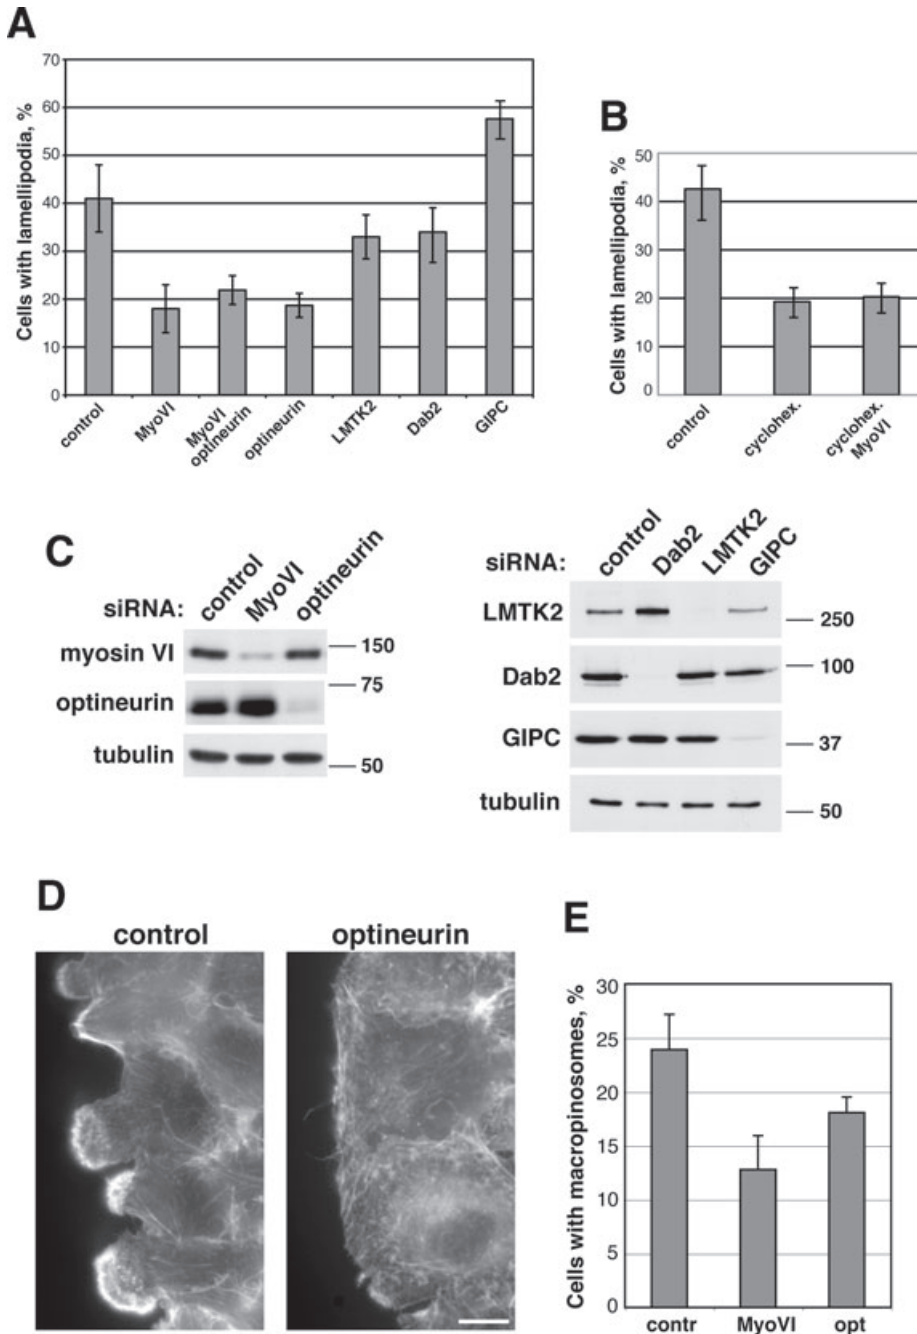 A
Cells with lamellipodia, %
70
60
50
40
30
20
10
0
control
MyoVI
MyoVI
optineurin
optineurin
LMTK2
Dab2
GIPC
B
Cells with lamellipodia, %
50
40
30
20
10
0
control
cyclohex.
cyclohex.
MyoVI
C
siRNA: control MyoVI optineurin
myosin VI 150
75
optineurin
tubulin
50
siRNA: control Dab2 LMTK2 GIPC
LMTK2
250
Dab2 100
GIPC 37
tubulin
50
D
control optineurin
E
Cells with macropinosomes, %
30
25
20
15
10
5
0
contr MyoVI opt